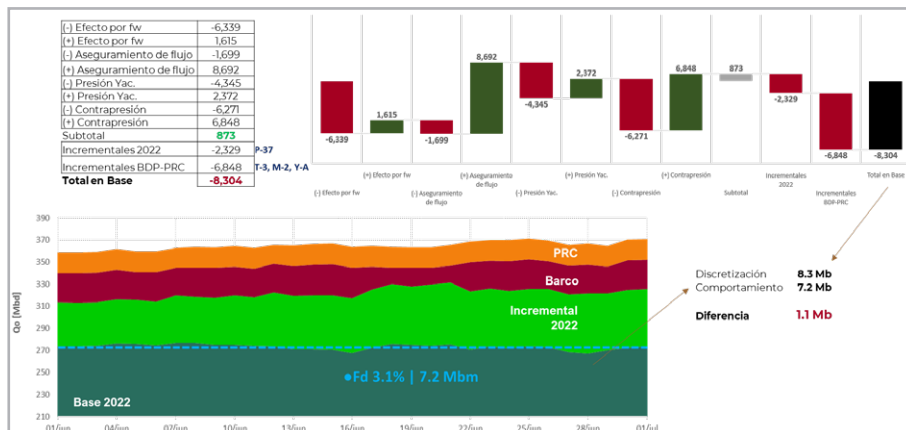 (-) Efecto por fw -6,339
(+) Efecto por fw 1,615
(-) Aseguramiento de flujo -1,699
(+) Aseguramiento de flujo 8,692
(-) Presión Yac. -4,345
(+) Presión Yac. 2,372
(-) Contrapresión -6,271
(+) Contrapresión 6,848
Subtotal 873
Incrementales 2022 -2,329 P-37
Incrementales BDP-PRC -6,848 T-3, M-2, Y-A
Total en Base -8,304
-6,339
1,615
-1,699
8,692
-4,345
2,372
-6,271
6,848
873
-2,329
-6,848
-8,304
(-) Efecto por fw
(+) Efecto por fw
(-) Aseguramiento
de flujo
(+) Aseguramiento
de flujo
(-) Presión Yac.
(+) Presión Yac.
(-) Contrapresión
(+) Contrapresión
Subtotal
Incrementales
2022
Incrementales
BDP-PRC
Total en Base
Qo [Mbd]
390
370
350
330
310
290
270
250
230
210
PRC
Barco
Incremental
2022
●Fd 3.1% | 7.2 Mbm
Base 2022
01/jun 04/jun 07/jun 10/jun 13/jun 16/jun 19/jun 22/jun 25/jun 28/jun 01/jul
Discretización 8.3 Mb
Comportamiento 7.2 Mb
Diferencia 1.1 Mb